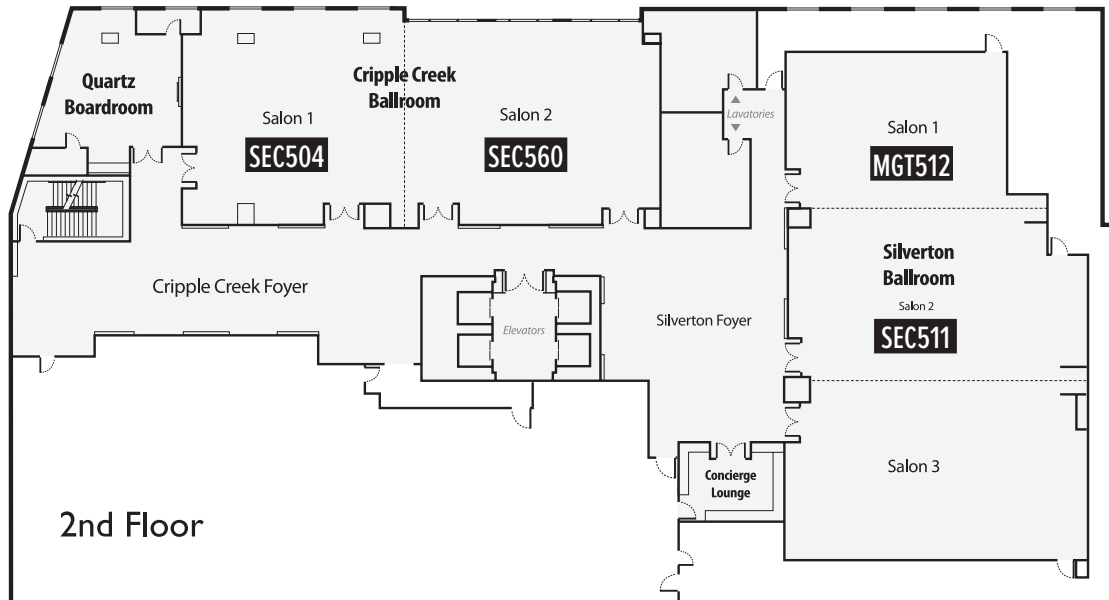 Quartz
Boardroom
Cripple Creek
Ballroom
Salon 1
SEC504
Salon 2
SEC560
Lavatories
Salon 1
MGT512
Silverton
Ballroom
Salon 2
SEC511
Cripple Creek Foyer
Elevators
Silverton Foyer
Salon 3
Concierge
Lounge
2nd Floor